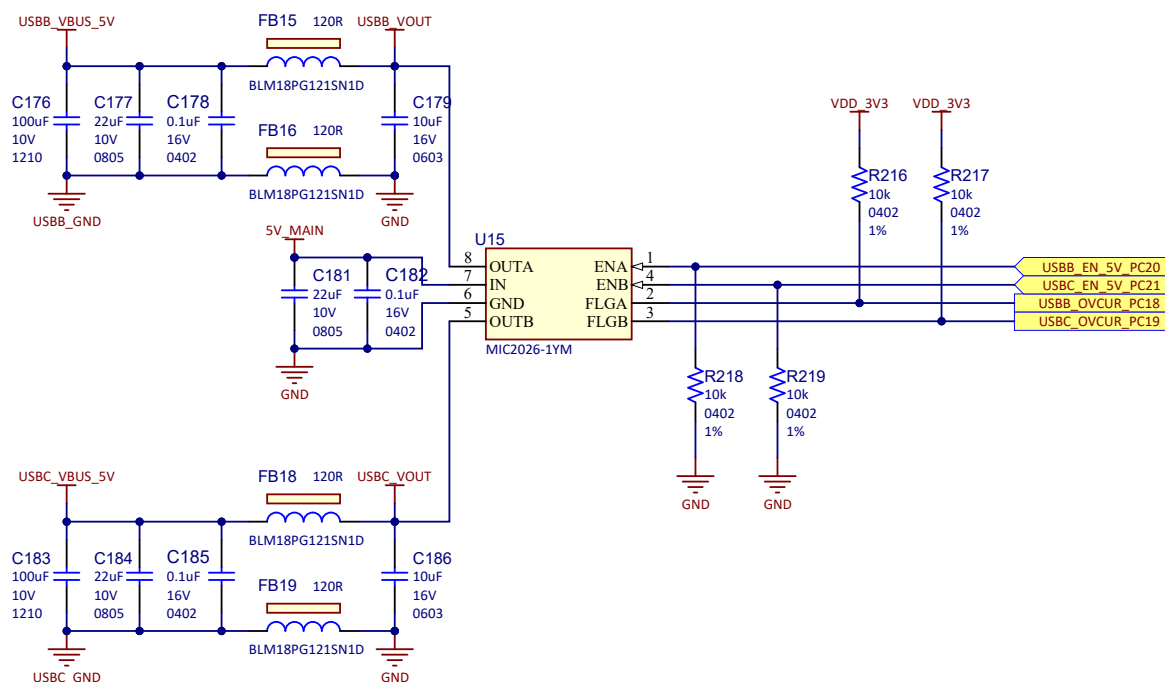 USBB_VBUS_5V
FB15 120R
USBB_VOUT
BLM18PG121SN1D
C176
100uF
10V
1210
C177
22uF
10V
0805
C178
0.1uF
16V
0402
C179
10uF
16V
0603
FB16 120R
BLM18PG121SN1D
USBB_GND
GND
5V_MAIN
C181
22uF
10V
0805
C182
0.1uF
16V
0402
GND
U15
8 OUTA
7 IN
6 GND
5 OUTB
ENA 1
ENB 4
FLGA 2
FLGB 3
MIC2026-1YM
VDD_3V3
VDD_3V3
R216
10k
0402
1%
R217
10k
0402
1%
USBB_EN_5V_PC20
USBC_EN_5V_PC21
USBB_OVCUR_PC18
USBC_OVCUR_PC19
R218
10k
0402
1%
R219
10k
0402
1%
GND
GND
USBC_VBUS_5V
FB18 120R
USBC_VOUT
BLM18PG121SN1D
C183
100uF
10V
1210
C184
22uF
10V
0805
C185
0.1uF
16V
0402
C186
10uF
16V
0603
FB19 120R
BLM18PG121SN1D
USBC_GND
GND